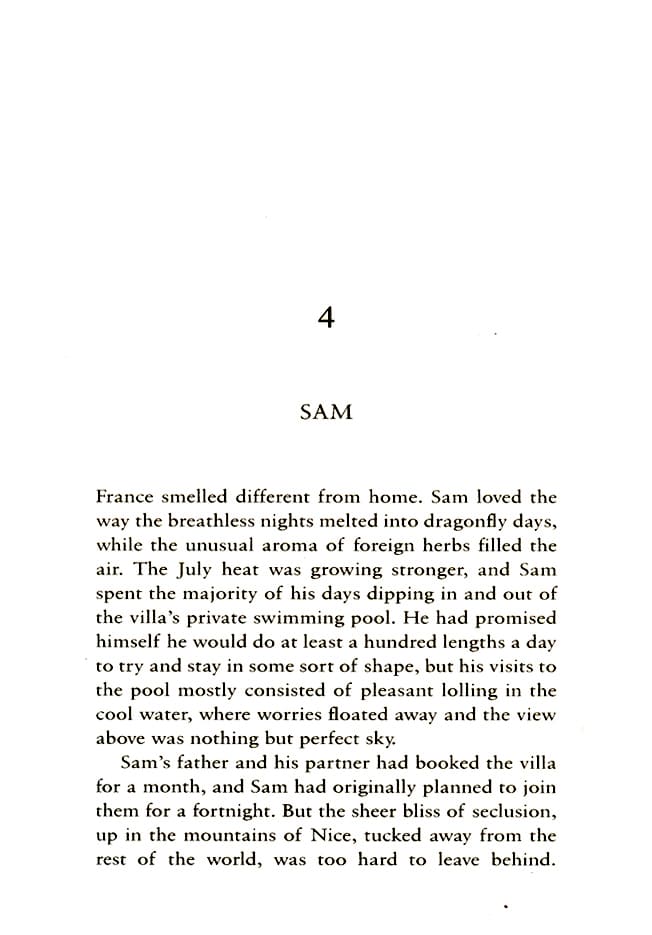 4
SAM
France smelled different from home. Sam loved the
way the breathless nights melted into dragonfly days,
while the unusual aroma of foreign herbs filled the
air. The July heat was growing stronger, and Sam
spent the majority of his days dipping in and out of
the villa's private swimming pool. He had promised
himself he would do at least a hundred lengths a day
to try and stay in some sort of shape, but his visits to
the pool mostly consisted of pleasant lolling in the
cool water, where worries floated away and the view
above was nothing but perfect sky.
Sam's father and his partner had booked the villa
for a month, and Sam had originally planned to join
them for a fortnight. But the sheer bliss of seclusion,
up in the mountains of Nice, tucked away from the
rest of the world, was too hard to leave behind.